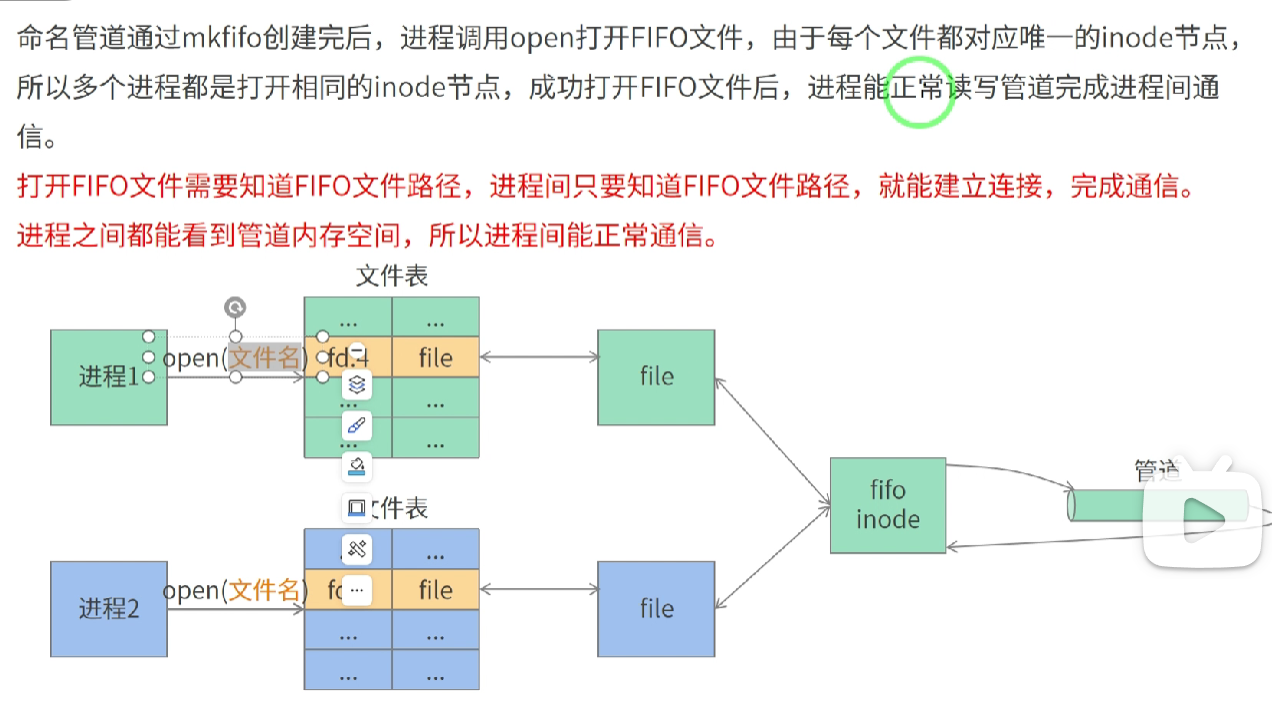 命名管道通过mkfifo创建完后，进程调用open打开FIFO文件，由于每个文件都对应唯一的inode节点，
所以多个进程都是打开相同的inode节点，成功打开FIFO文件后，进程能正常读写管道完成进程间通
信。
打开FIFO文件需要知道FIFO文件路径，进程间只要知道FIFO文件路径，就能建立连接，完成通信。
进程之间都能看到管道内存空间，所以进程间能正常通信。
文件表
... ...
进程1 open(文件名) fd:4 file file
... ...
... ...
管道
fifo
inode
文件表
...
进程2 open(文件名) file file
... ...
... ...